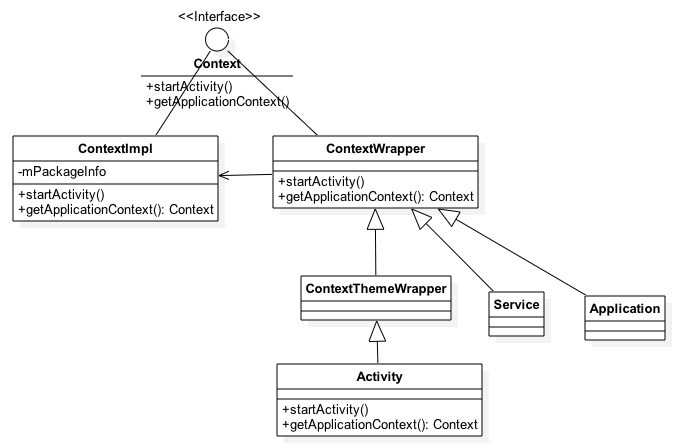 <<Interface>>
Context
+startActivity()
+getApplicationContext()
ContextImpl
-mPackageInfo
+startActivity()
+getApplicationContext(): Context
ContextWrapper
+startActivity()
+getApplicationContext(): Context
ContextThemeWrapper
Service
Application
Activity
+startActivity()
+getApplicationContext(): Context